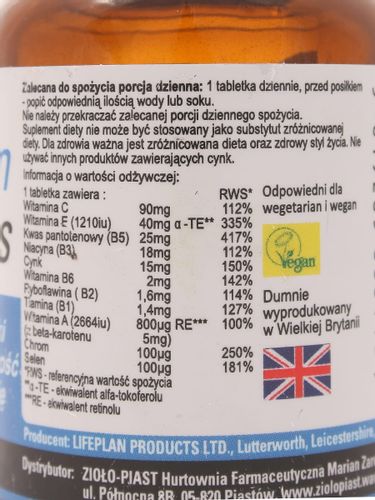 Zalecana do spożycia porcja dzienna: 1 tabletka dziennie, przed posiłkiem
- popić odpowiednią ilością wody lub soku.
Nie należy przekraczać zalecanej porcji dziennego spożycia.
Suplement diety nie może być stosowany jako substytut zróżnicowanej
diety. Dla zdrowia ważna jest zróżnicowana dieta oraz zdrowy styl życia. Nie
używać innych produktów zawierających cynk.
Informacja o wartości odżywczej:
1 tabletka zawiera : RWS*
Witamina C 90mg 112%
Witamina E (1210iu) 40mg α -TE** 335%
Kwas pantotenowy (B5) 25mg 417%
Niacyna (B3) 18mg 112%
Cynk 15mg 150%
Witamina B6 2mg 142%
Ryboflawina ( B2) 1,6mg 114%
Tiamina (B1) 1,4mg 127%
Witamina A (2664iu) 800µg RE*** 100%
(z beta-karotenu 5mg)
Chrom 100µg 250%
Selen 100µg 181%
*RWS - referencyjna wartość spożycia
**α -TE - ekwiwalent alfa-tokoferolu
***RE - ekwiwalent retinolu
Odpowiedni dla
wegetarian i wegan
Vegan
Dumnie
wyprodukowany
w Wielkiej Brytanii
Producent: LIFEPLAN PRODUCTS LTD., Lutterworth, Leicestershire,
Dystrybutor: ZIOŁO-PIAST Hurtownia Farmaceutyczna Marian Zar
ul. Północna 8B, 05-820 Piastów, www.ziolopiast.wa